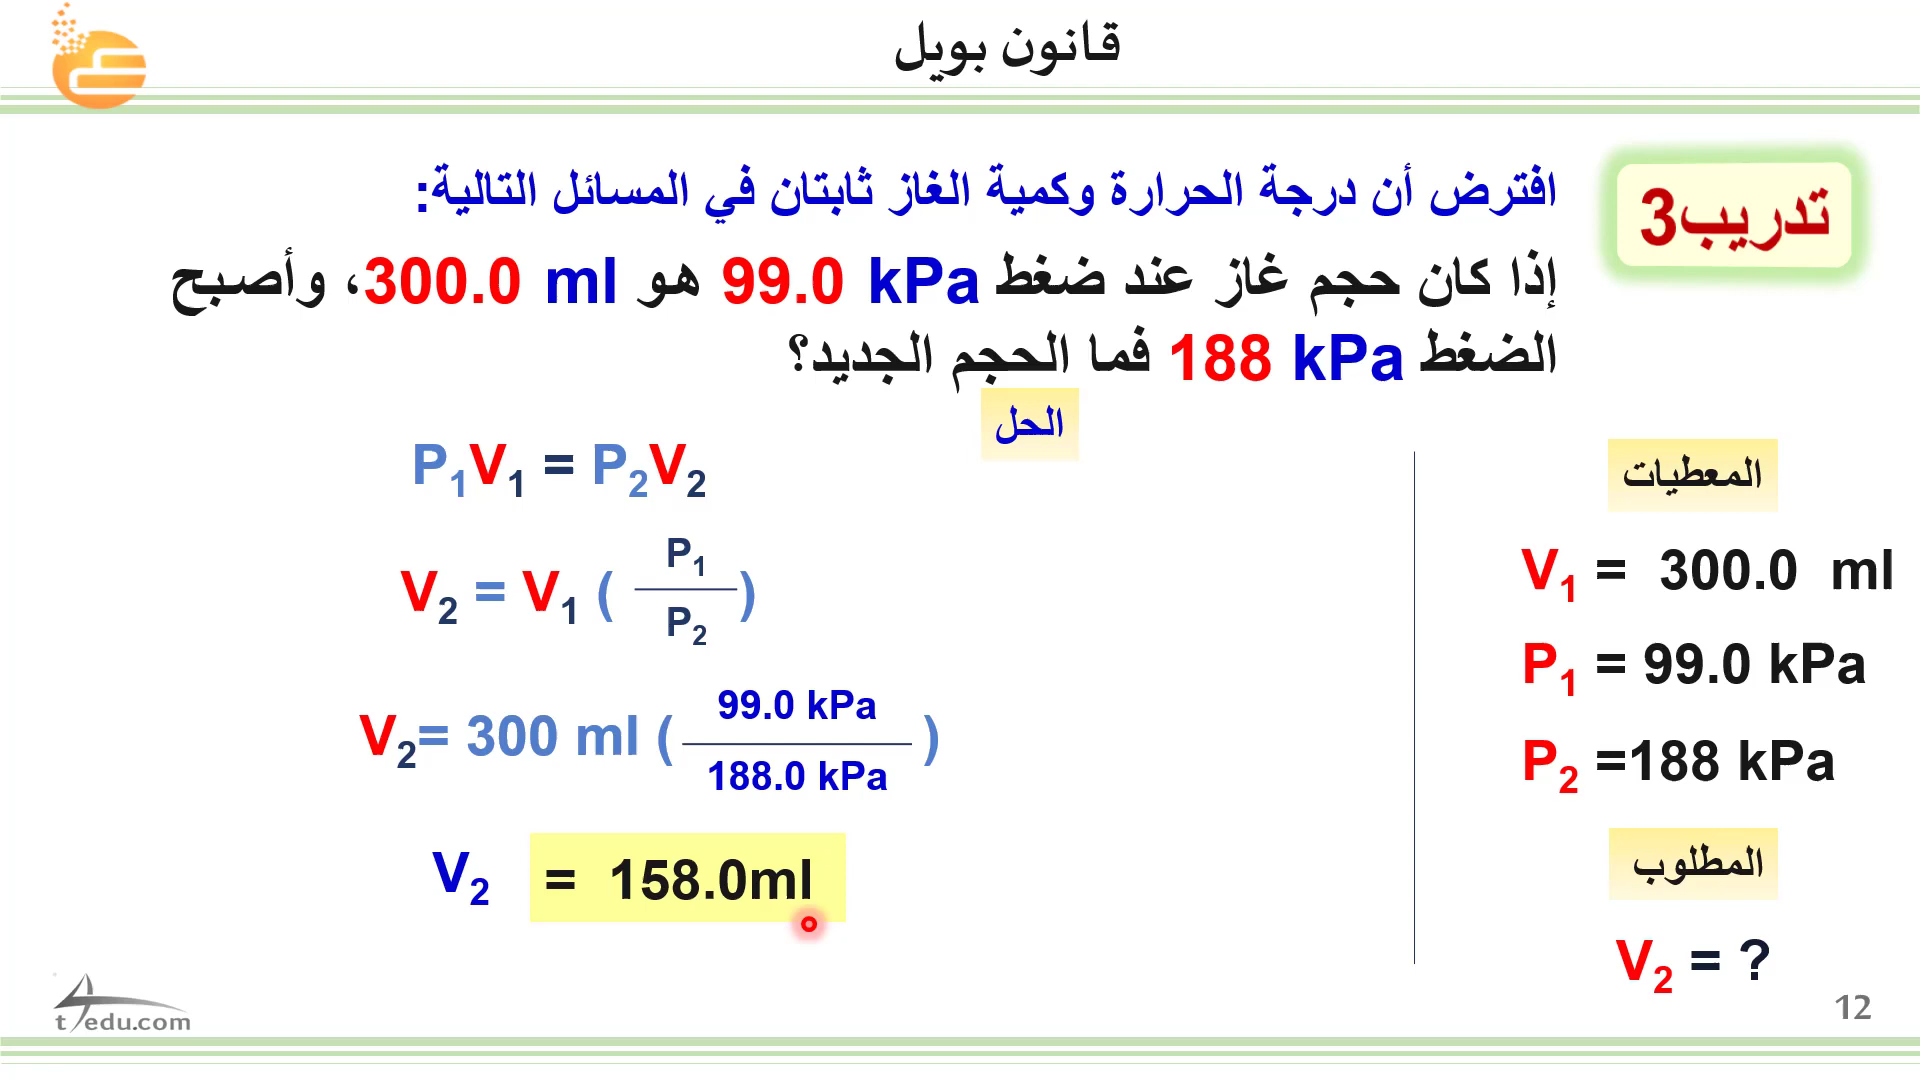 قانون بويل
تدريب3
افترض أن درجة الحرارة وكمية الغاز ثابتان في المسائل التالية:
إذا كان حجم غاز عند ضغط 99.0 kPa هو 300.0 ml، وأصبح
الضغط 188 kPa فما الحجم الجديد؟
الحل
المعطيات
V1 = 300.0 ml
P1 = 99.0 kPa
P2 =188 kPa
المطلوب
V2 = ?
P1V1 = P2V2
V2 = V1 (
P1
P2
)
V2= 300 ml (
99.0 kPa
188.0 kPa
)
V2 = 158.0ml
t4edu.com
12